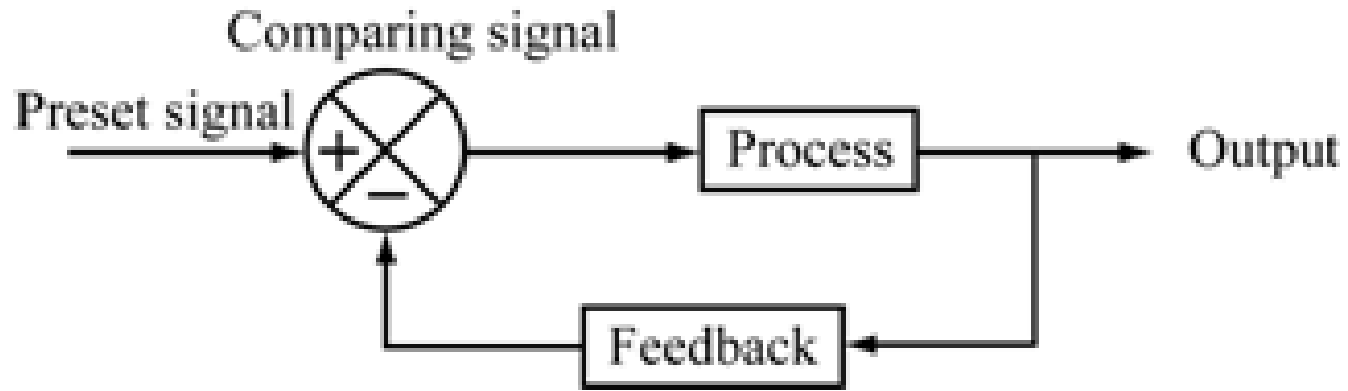 Comparing signal
Preset signal
+
−
Process
Output
Feedback